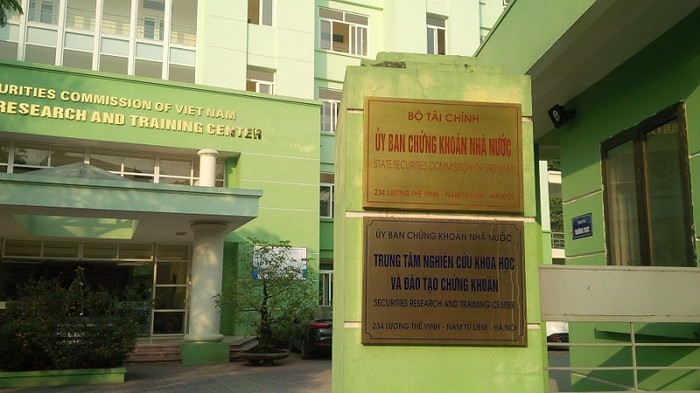 CURITIES COMMISSION OF VIET NAM
RESEARCH AND TRAINING CENTER
BỘ TÀI CHÍNH
ỦY BAN CHỨNG KHOÁN NHÀ NƯỚC
STATE SECURITIES COMMISSION OF VIETNAM
234 LƯƠNG THẾ VINH - NAM TỪ LIÊM - HÀ NỘI
ỦY BAN CHỨNG KHOÁN NHÀ NƯỚC
TRUNG TÂM NGHIÊN CỨU KHOA HỌC
VÀ ĐÀO TẠO CHỨNG KHOÁN
SECURITIES RESEARCH AND TRAINING CENTER
234 LƯƠNG THẾ VINH - NAM TỪ LIÊM - HÀ NỘI
THƯỜNG TRỰC